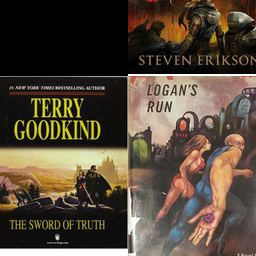 STEVEN ERIKSON
#1 NEW YORK TIMES BESTSELLING AUTHOR
TERRY
GOODKIND
THE SWORD OF TRUTH
LOGAN'S
RUN